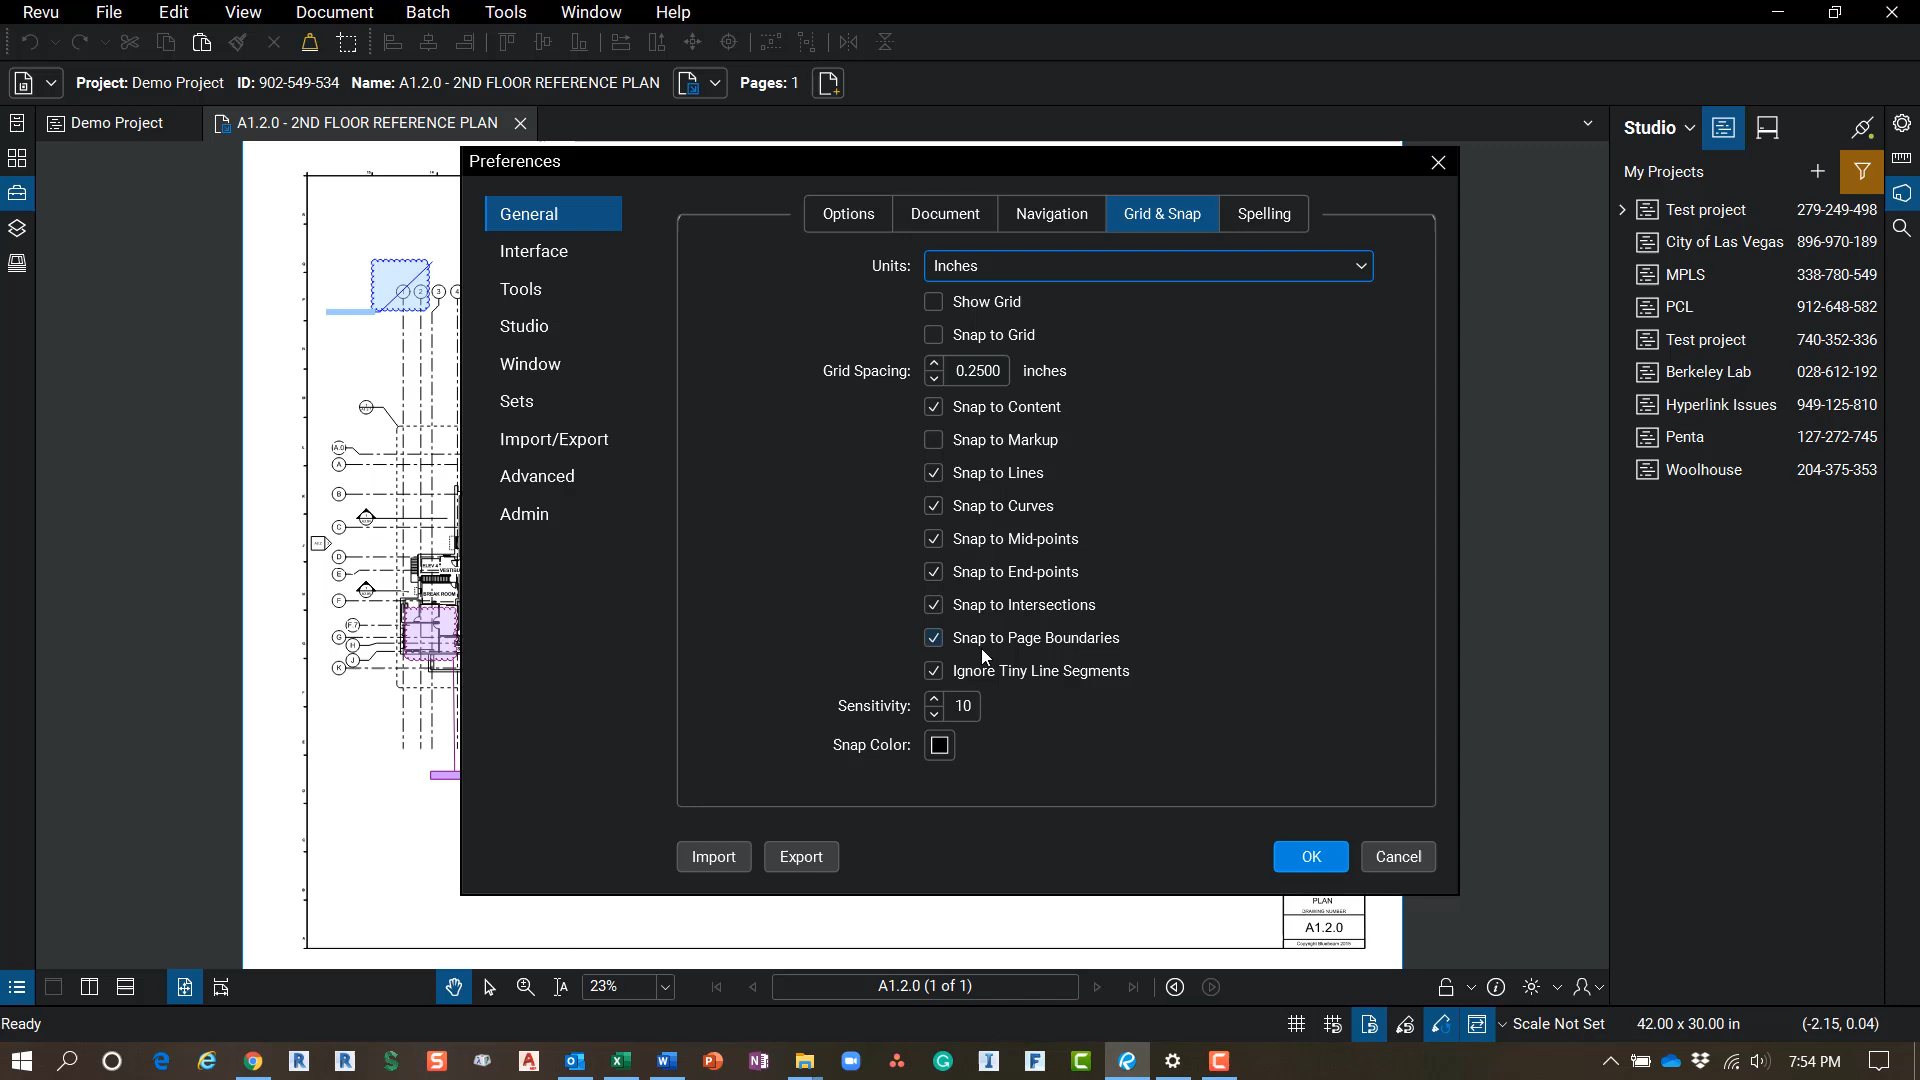 Revu File Edit View Document Batch Tools Window Help
Project: Demo Project ID: 902-549-534 Name: A1.2.0 - 2ND FLOOR REFERENCE PLAN Pages: 1
Demo Project A1.2.0 - 2ND FLOOR REFERENCE PLAN
Studio
My Projects
Test project 279-249-498
City of Las Vegas 896-970-189
MPLS 338-780-549
PCL 912-648-582
Test project 740-352-336
Berkeley Lab 028-612-192
Hyperlink Issues 949-125-810
Penta 127-272-745
Woolhouse 204-375-353
Preferences
General
Interface
Tools
Studio
Window
Sets
Import/Export
Advanced
Admin
Options Document Navigation Grid & Snap Spelling
Units: Inches
Show Grid
Snap to Grid
Grid Spacing: 0.2500 inches
Snap to Content
Snap to Markup
Snap to Lines
Snap to Curves
Snap to Mid-points
Snap to End-points
Snap to Intersections
Snap to Page Boundaries
Ignore Tiny Line Segments
Sensitivity: 10
Snap Color:
Import Export OK Cancel
1 2 3 4
A
B
C
D
E
F
G
H
J
K
BREAK ROOM
PLAN
DRAWING NUMBER
A1.2.0
23% A1.2.0 (1 of 1)
Ready Scale Not Set 42.00 x 30.00 in (-2.15, 0.04)
7:54 PM